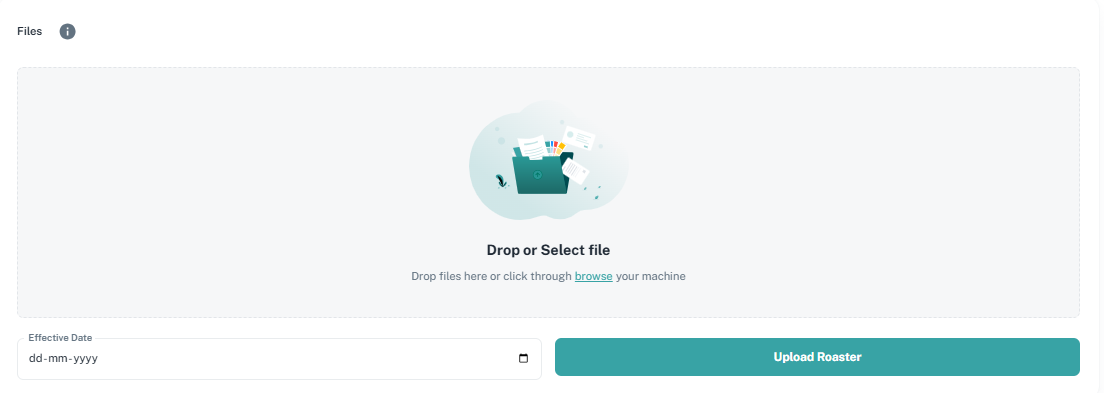 Files
Drop or Select file
Drop files here or click through browse your machine
Effective Date
dd-mm-yyyy
Upload Roaster